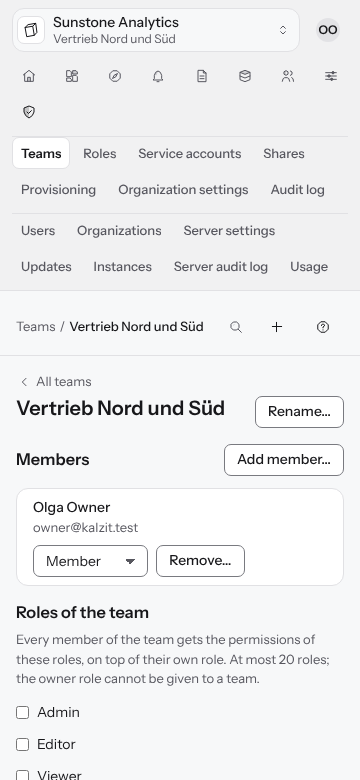 Sunstone Analytics
Vertrieb Nord und Süd
OO
Teams Roles Service accounts Shares
Provisioning Organization settings Audit log
Users Organizations Server settings
Updates Instances Server audit log Usage
Teams / Vertrieb Nord und Süd
All teams
Vertrieb Nord und Süd
Rename...
Members
Add member...
Olga Owner
owner@kalzit.test
Member Remove...
Roles of the team
Every member of the team gets the permissions of
these roles, on top of their own role. At most 20 roles;
the owner role cannot be given to a team.
Admin
Editor
Viewer